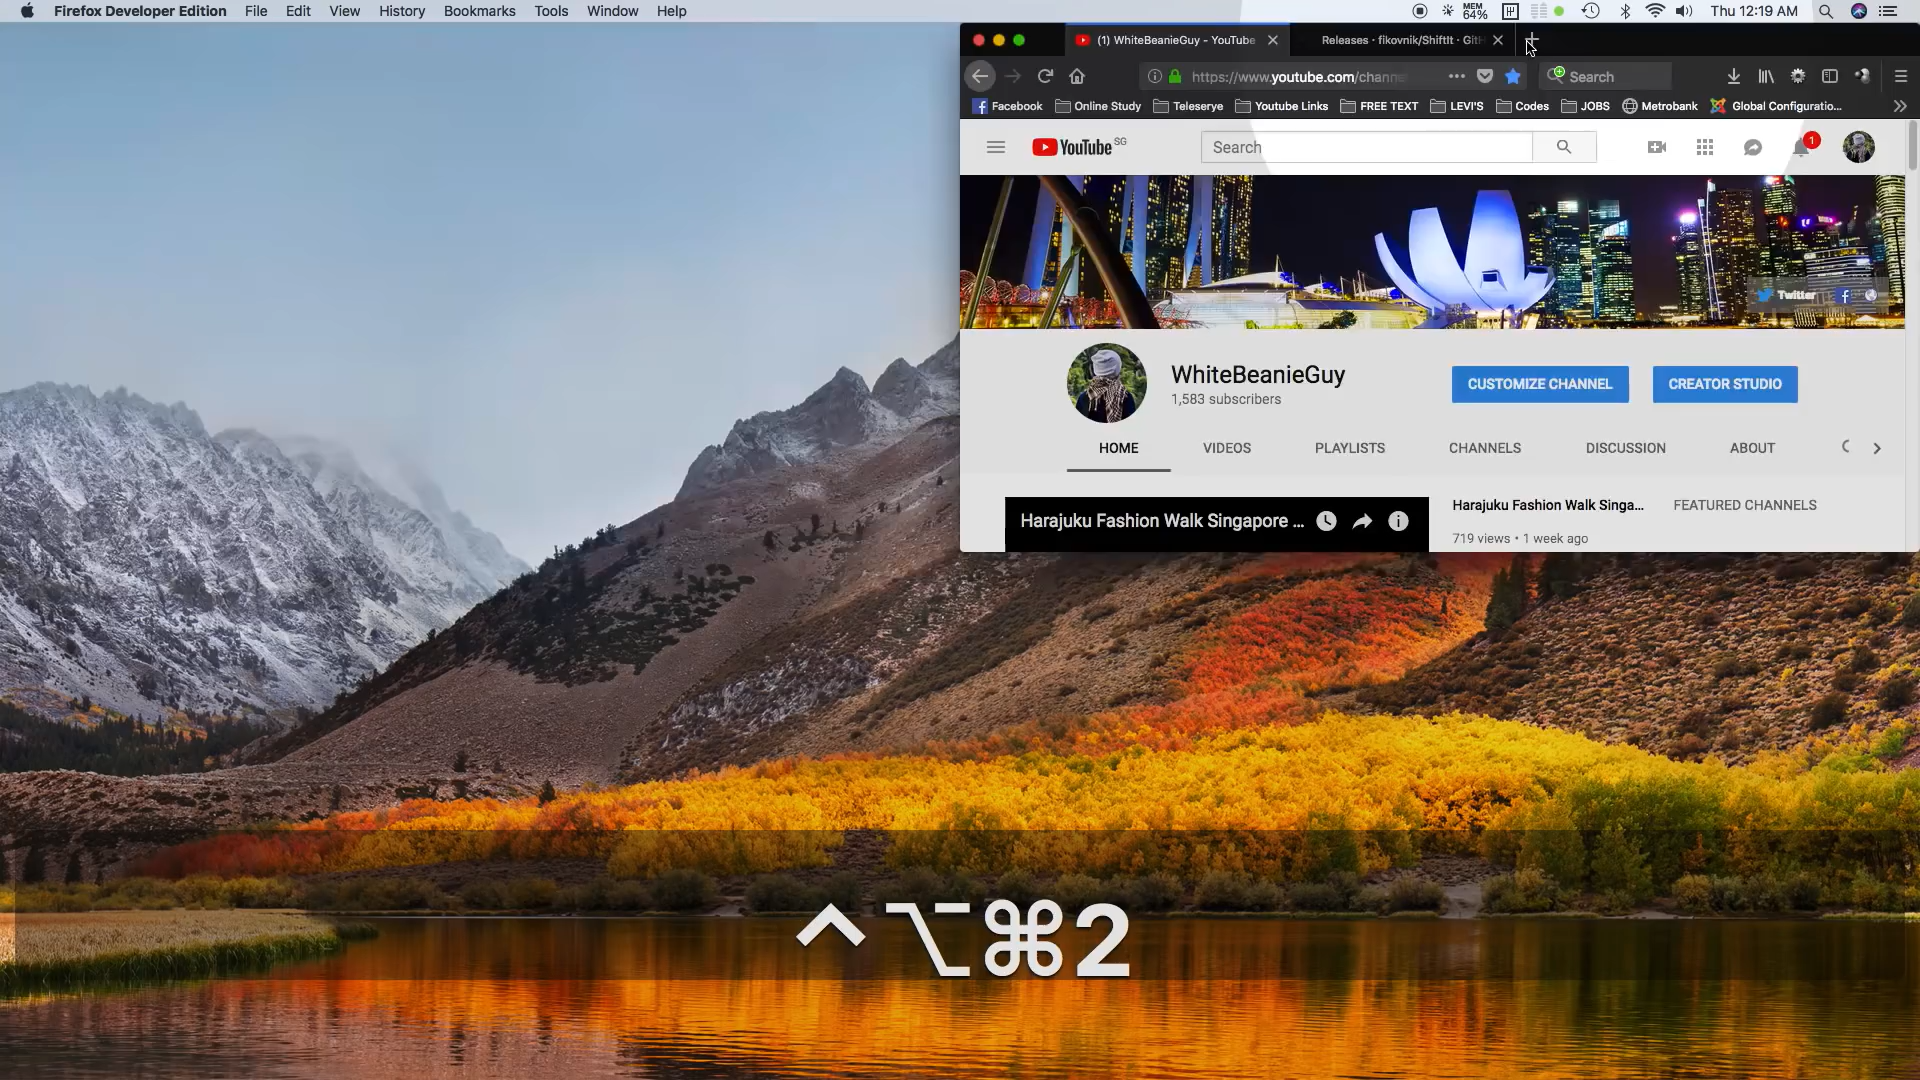 Firefox Developer Edition File Edit View History Bookmarks Tools Window Help MEM 64% Thu 12:19 AM
(1) WhiteBeanieGuy - YouTube Releases · fikovnik/ShiftIt · GitH
https://www.youtube.com/channe Search
Facebook Online Study Teleserye Youtube Links FREE TEXT LEVI'S Codes JOBS Metrobank Global Configuratio...
YouTube SG Search 1
Twitter
WhiteBeanieGuy
1,583 subscribers
CUSTOMIZE CHANNEL CREATOR STUDIO
HOME VIDEOS PLAYLISTS CHANNELS DISCUSSION ABOUT
Harajuku Fashion Walk Singapore ... Harajuku Fashion Walk Singa... FEATURED CHANNELS
719 views • 1 week ago
⌃⌥⌘2